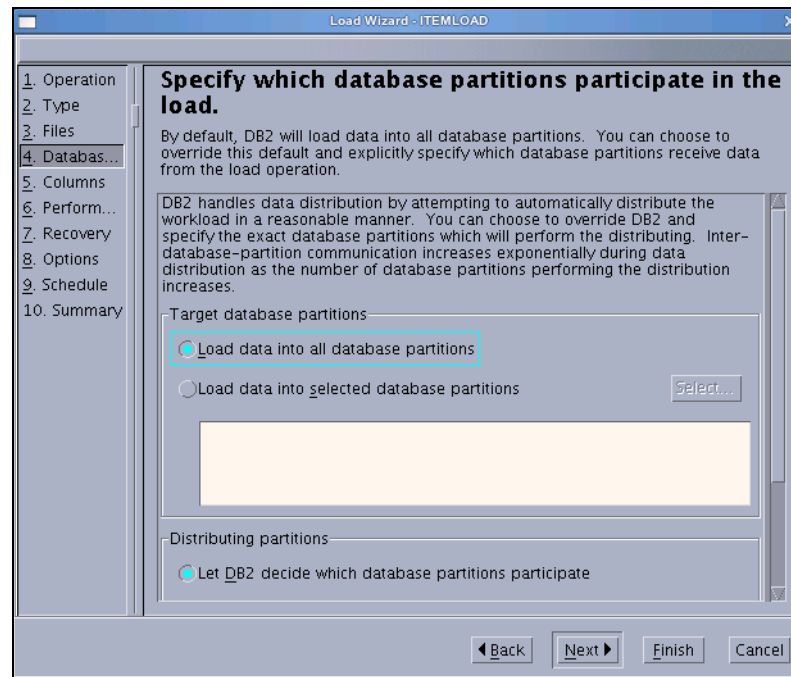 Load Wizard - ITEMLOAD
1. Operation
2. Type
3. Files
4. Databas...
5. Columns
6. Perform...
7. Recovery
8. Options
9. Schedule
10. Summary
Specify which database partitions participate in the
load.
By default, DB2 will load data into all database partitions. You can choose to
override this default and explicitly specify which database partitions receive data
from the load operation.
DB2 handles data distribution by attempting to automatically distribute the
workload in a reasonable manner. You can choose to override DB2 and
specify the exact database partitions which will perform the distributing. Inter-
database-partition communication increases exponentially during data
distribution as the number of database partitions performing the distribution
increases.
Target database partitions
Load data into all database partitions
Load data into selected database partitions
Select...
Distributing partitions
Let DB2 decide which database partitions participate
Back
Next
Finish
Cancel